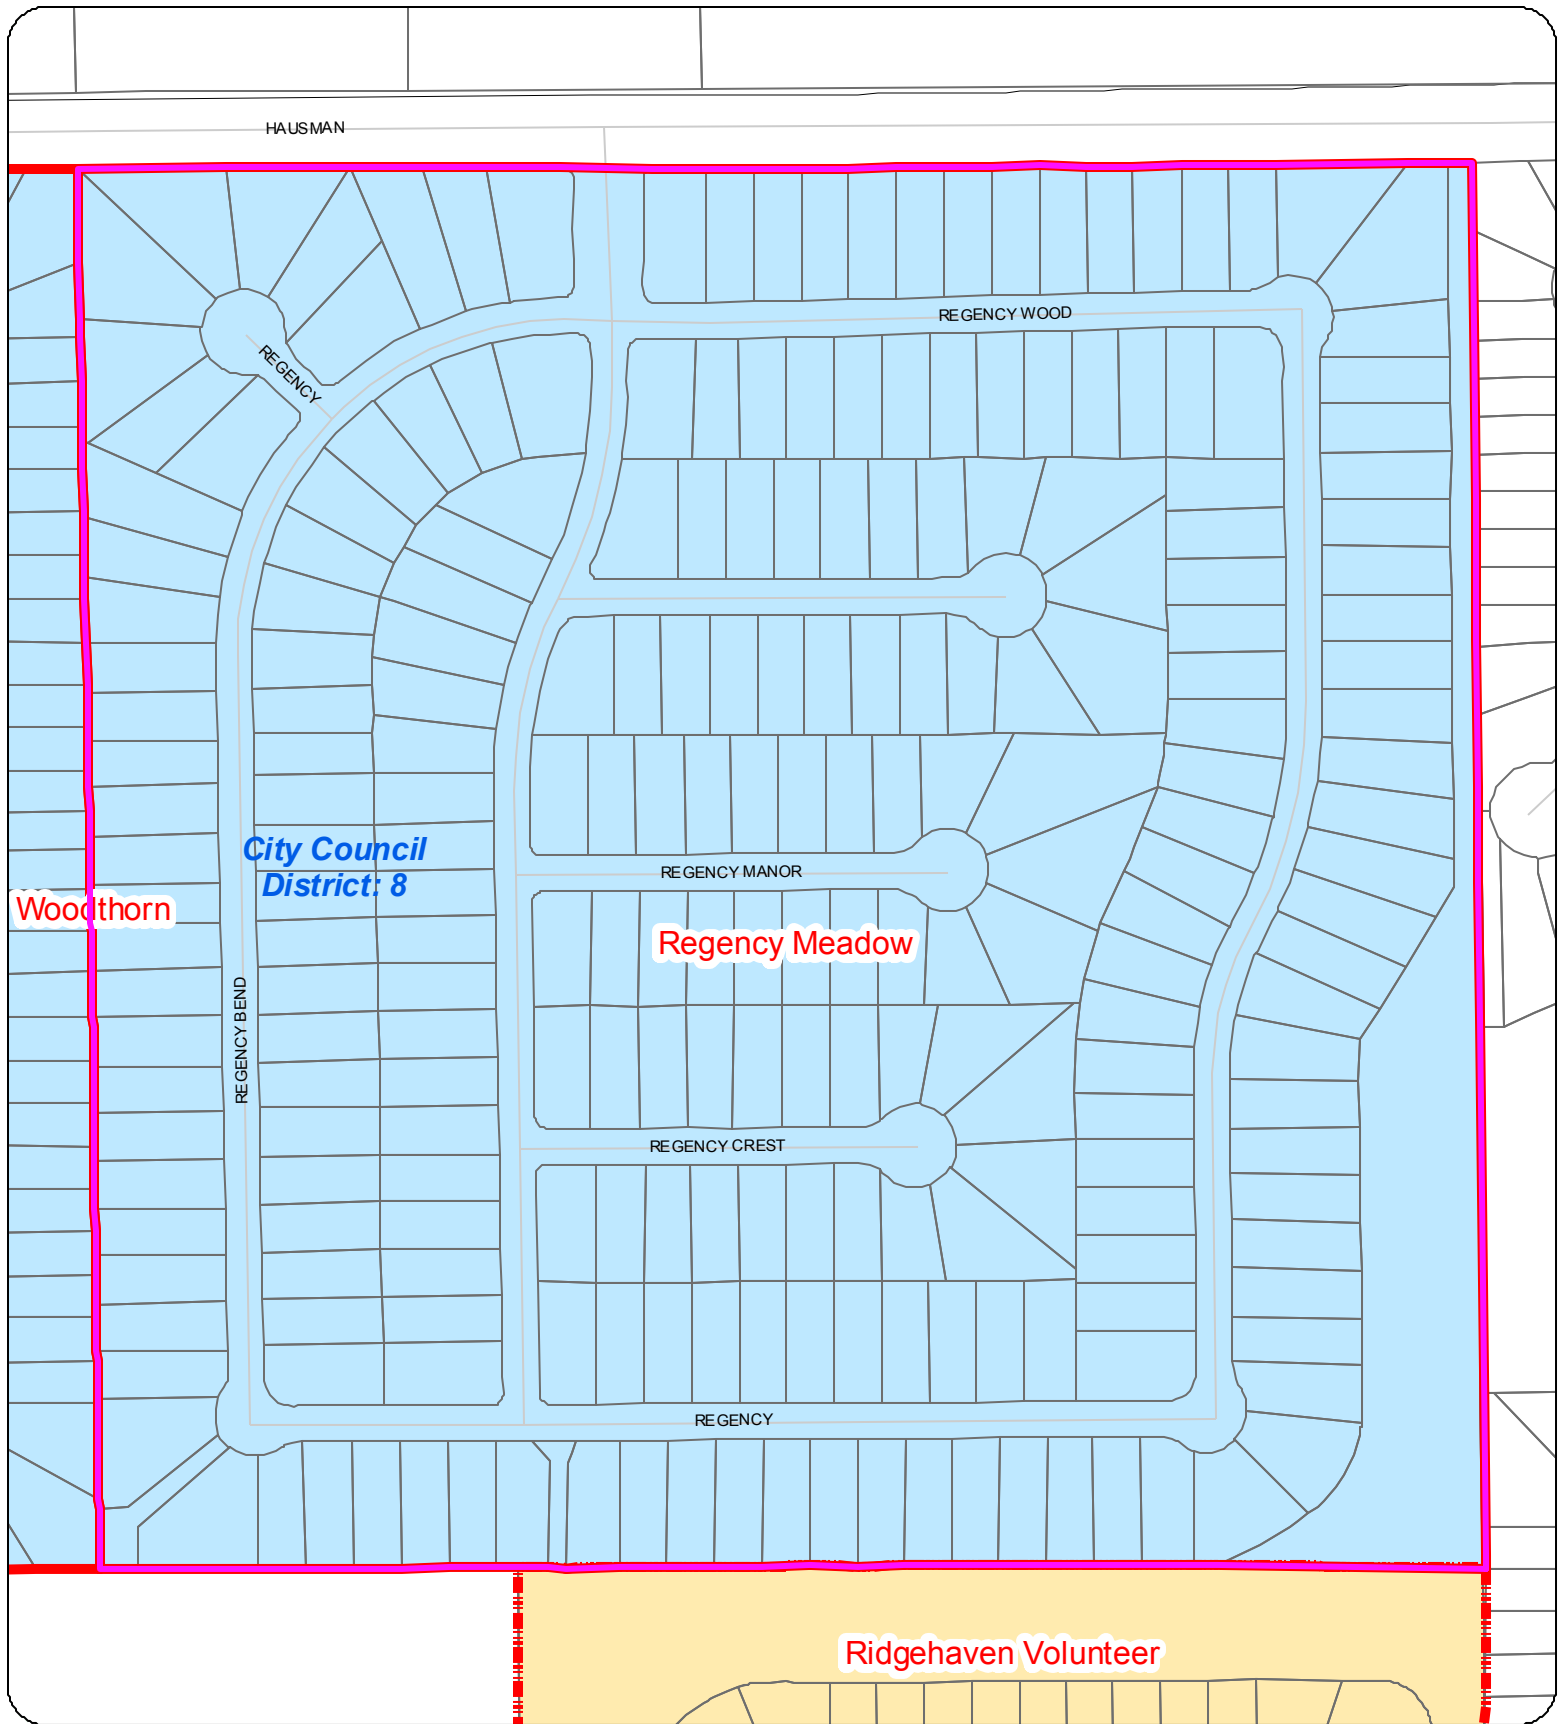 HAUSMAN
REGENCY WOOD
REGENCY
City Council
District: 8
REGENCY MANOR
Woodthorn
Regency Meadow
REGENCY BEND
REGENCY CREST
REGENCY
Ridgehaven Volunteer